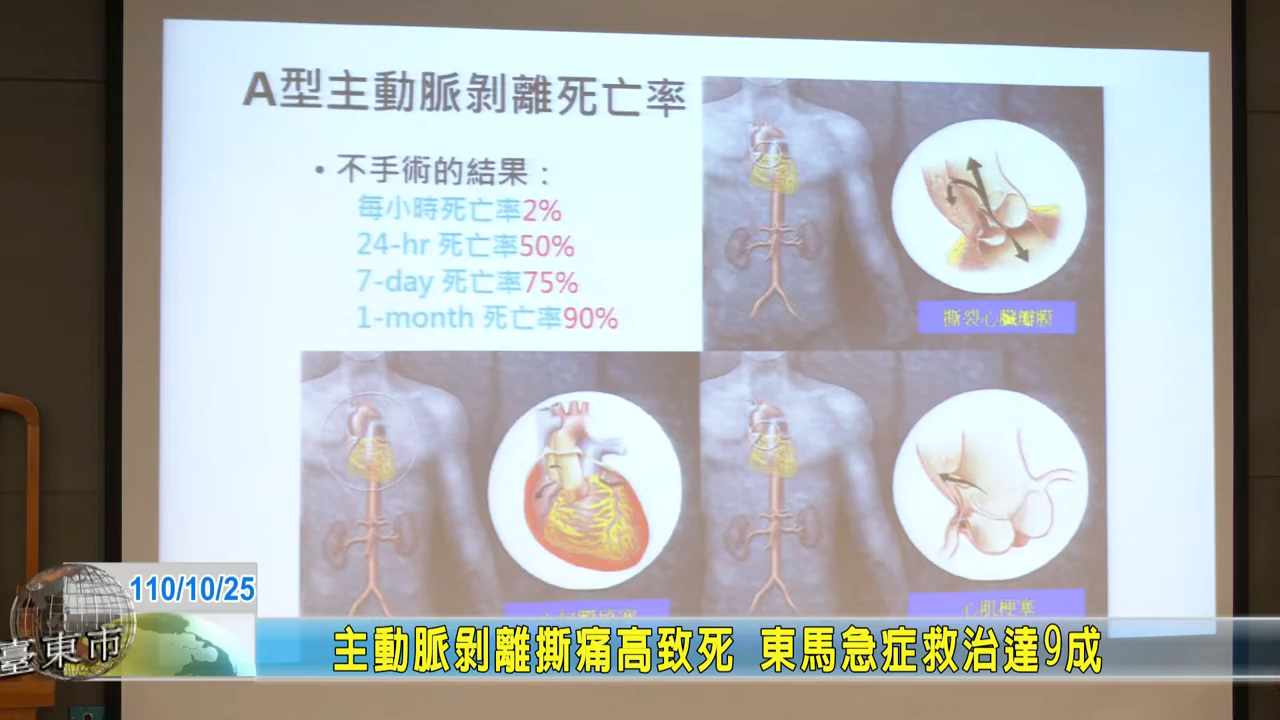 A型主動脈剝離死亡率
• 不手術的結果：
每小時死亡率2%
24-hr 死亡率50%
7-day 死亡率75%
1-month 死亡率90%
撕裂心臟瓣膜
心肌梗塞
110/10/25
臺東市
主動脈剝離撕痛高致死 東馬急症救治達9成